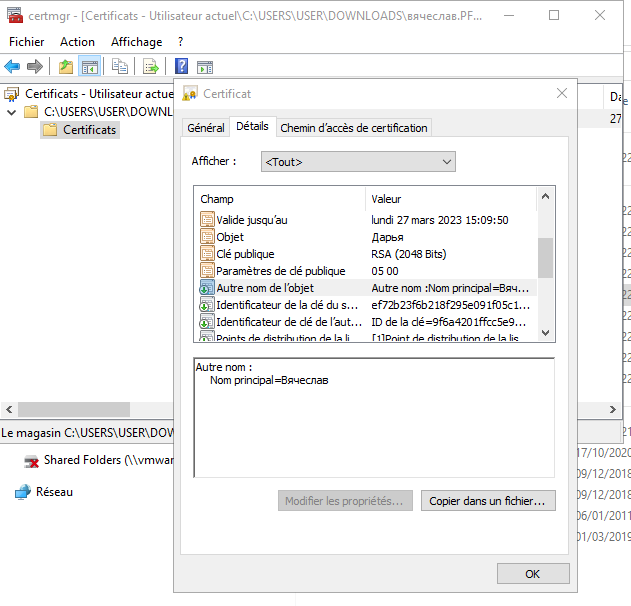 certmgr - [Certificats - Utilisateur actuel\C:\USERS\USER\DOWNLOADS\вячеслав.PF...
Fichier Action Affichage ?
Certificats - Utilisateur actue
C:\USERS\USER\DOWNL
Certificats
Certificat
Général Détails Chemin d'accès de certification
Afficher : <Tout>
Champ Valeur
Valide jusqu'au lundi 27 mars 2023 15:09:50
Objet Дарья
Clé publique RSA (2048 Bits)
Paramètres de clé publique 05 00
Autre nom de l'objet Autre nom :Nom principal=Вяч...
Identificateur de la clé du s... ef72b23f6b218f295e091f05c1...
Identificateur de clé de l'aut... ID de la clé=9f6a4201ffcc5e9...
Points de distribution de la li... [1]Point de distribution de la lis...
Autre nom :
Nom principal=Вячеслав
Modifier les propriétés... Copier dans un fichier...
OK
Da
27
Le magasin C:\USERS\USER\DOW
Shared Folders (\\vmwar
Réseau
17/10/2020
09/12/2018
09/12/2018
06/01/2011
01/03/2019